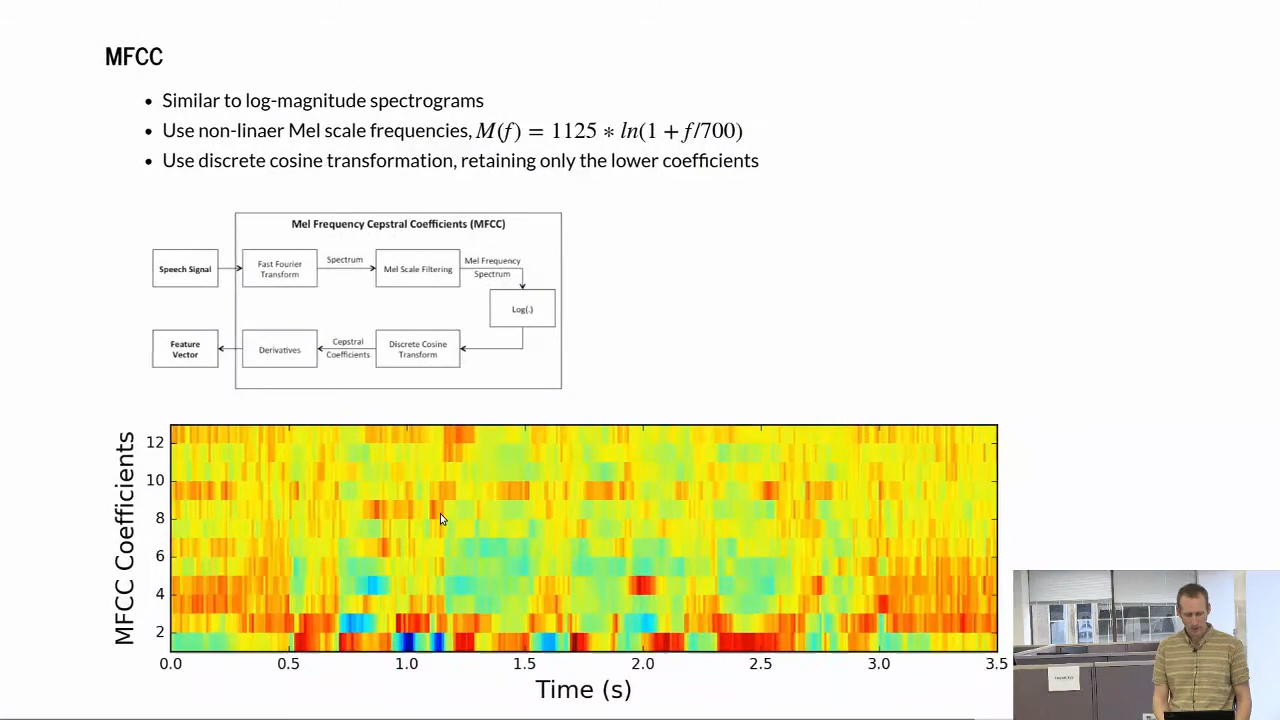 MFCC
• Similar to log-magnitude spectrograms
• Use non-linaer Mel scale frequencies, M(f) = 1125 * ln(1 + f/700)
• Use discrete cosine transformation, retaining only the lower coefficients
Mel Frequency Cepstral Coefficients (MFCC)
Speech Signal
Fast Fourier
Transform
Spectrum
Mel Scale Filtering
Mel Frequency
Spectrum
Log(.)
Feature
Vector
Derivatives
Cepstral
Coefficients
Discrete Cosine
Transform
MFCC Coefficients
12
10
8
6
4
2
0.0 0.5 1.0 1.5 2.0 2.5 3.0 3.5
Time (s)